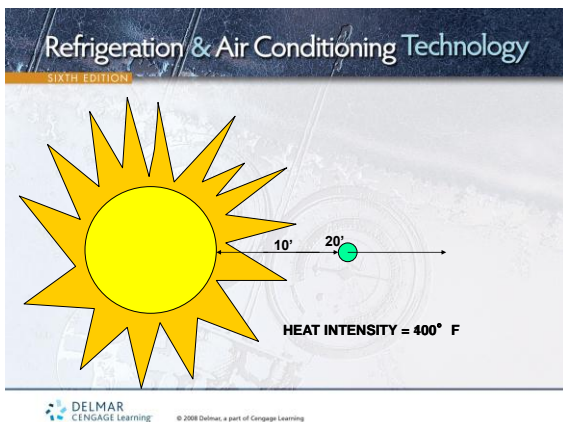 Refrigeration & Air Conditioning Technology
SIXTH EDITION
10' 20'
HEAT INTENSITY = 400° F
DELMAR
CENGAGE Learning
© 2008 Delmar, a part of Cengage Learning